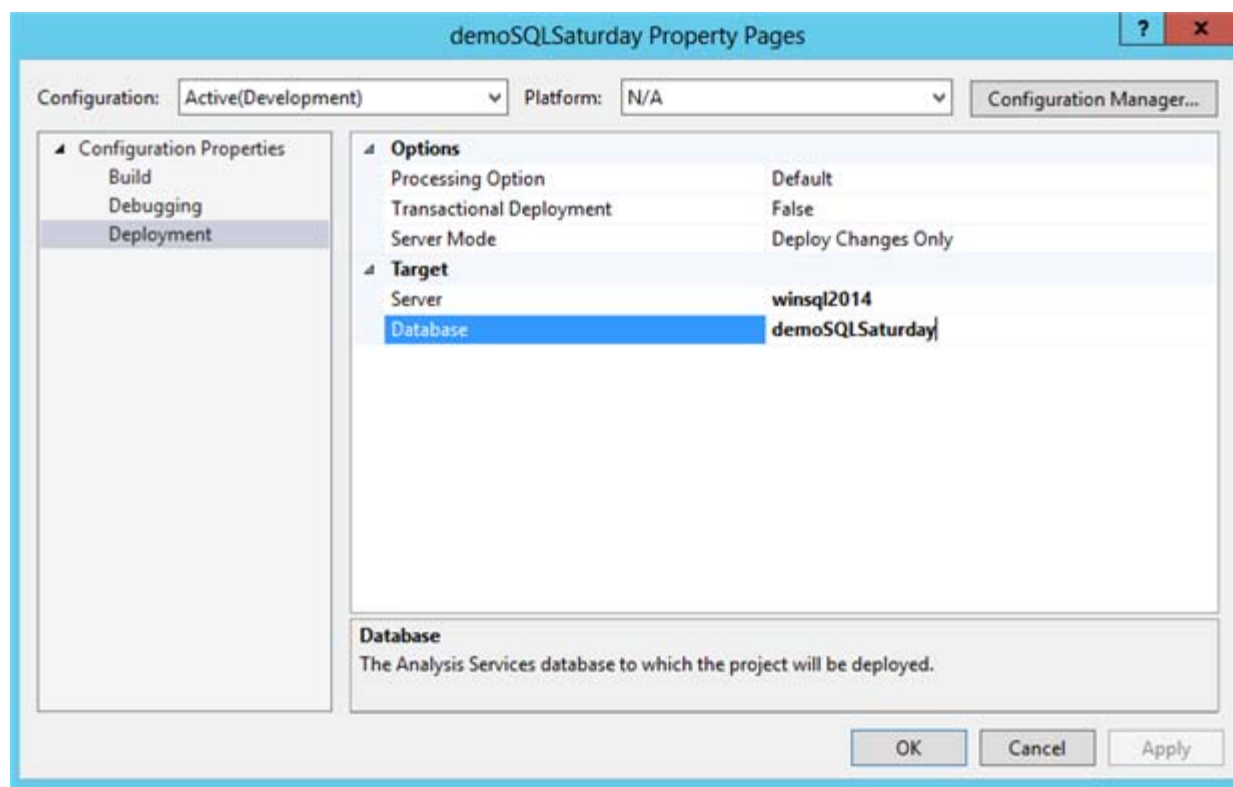 demoSQLSaturday Property Pages
? x
Configuration: Active(Development) Platform: N/A Configuration Manager...
Configuration Properties
Build
Debugging
Deployment
Options
Processing Option Default
Transactional Deployment False
Server Mode Deploy Changes Only
Target
Server winsql2014
Database demoSQLSaturday
Database
The Analysis Services database to which the project will be deployed.
OK Cancel Apply